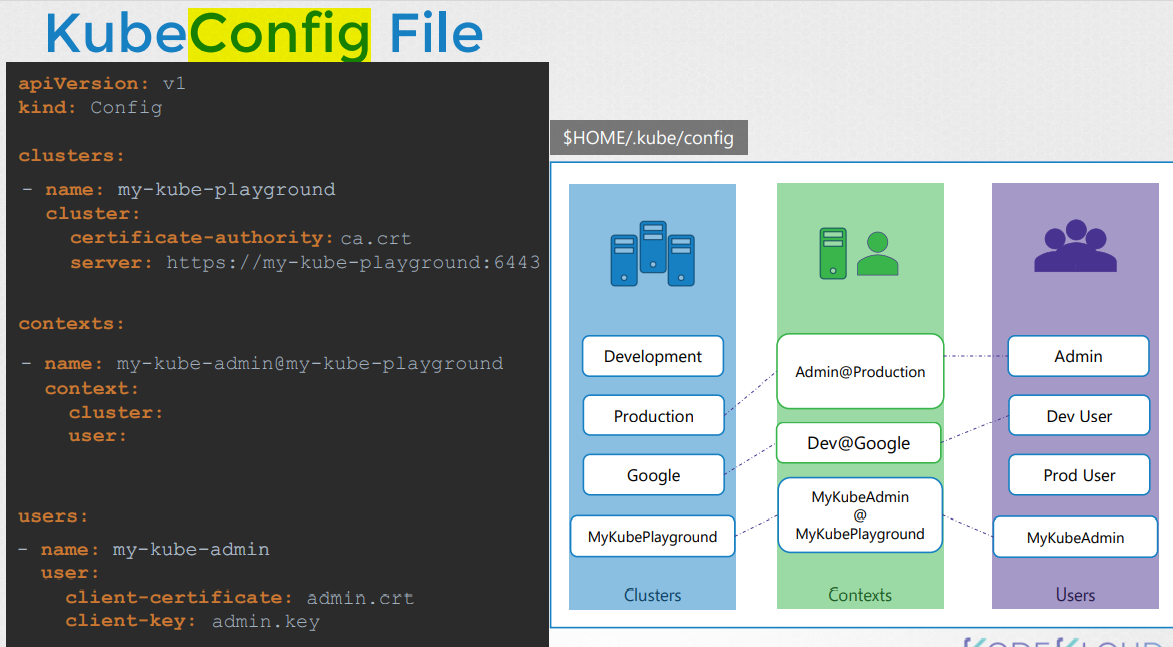 KubeConfig File
apiVersion: v1
kind: Config
clusters:
- name: my-kube-playground
cluster:
certificate-authority: ca.crt
server: https://my-kube-playground:6443
contexts:
- name: my-kube-admin@my-kube-playground
context:
cluster:
user:
users:
- name: my-kube-admin
user:
client-certificate: admin.crt
client-key: admin.key
$HOME/.kube/config
Development
Production
Google
MyKubePlayground
Clusters
Admin@Production
Dev@Google
MyKubeAdmin
@
MyKubePlayground
Contexts
Admin
Dev User
Prod User
MyKubeAdmin
Users
KODEKLOUD